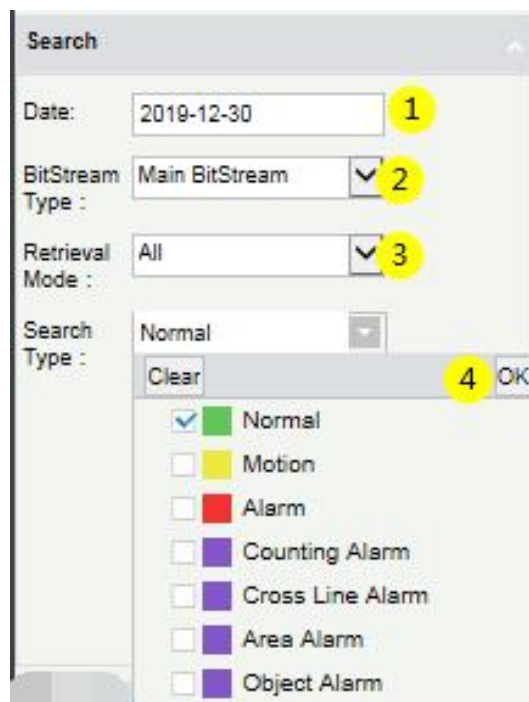 Search
Date:
2019-12-30
1
BitStream
Type :
Main BitStream
2
Retrieval
Mode :
All
3
Search
Type :
Normal
Clear
4
OK
Normal
Motion
Alarm
Counting Alarm
Cross Line Alarm
Area Alarm
Object Alarm